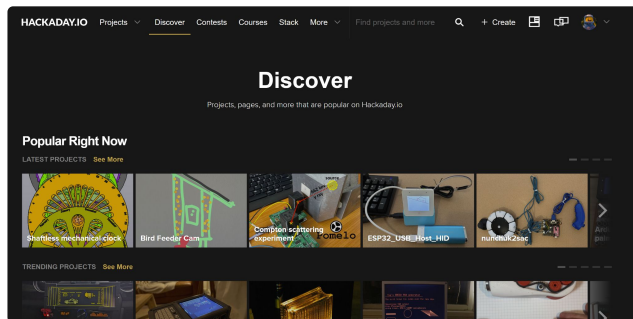 HACKADAY.IO Projects Discover Contests Courses Stack More Find projects and more + Create
Discover
Projects, pages, and more that are popular on Hackaday.io
Popular Right Now
LATEST PROJECTS See More
source
Pomelo
Shaftless mechanical clock
Bird Feeder Cam
Compton scattering
experiment
ESP32_USB_Host_HID
nunchuk2sac
TRENDING PROJECTS See More